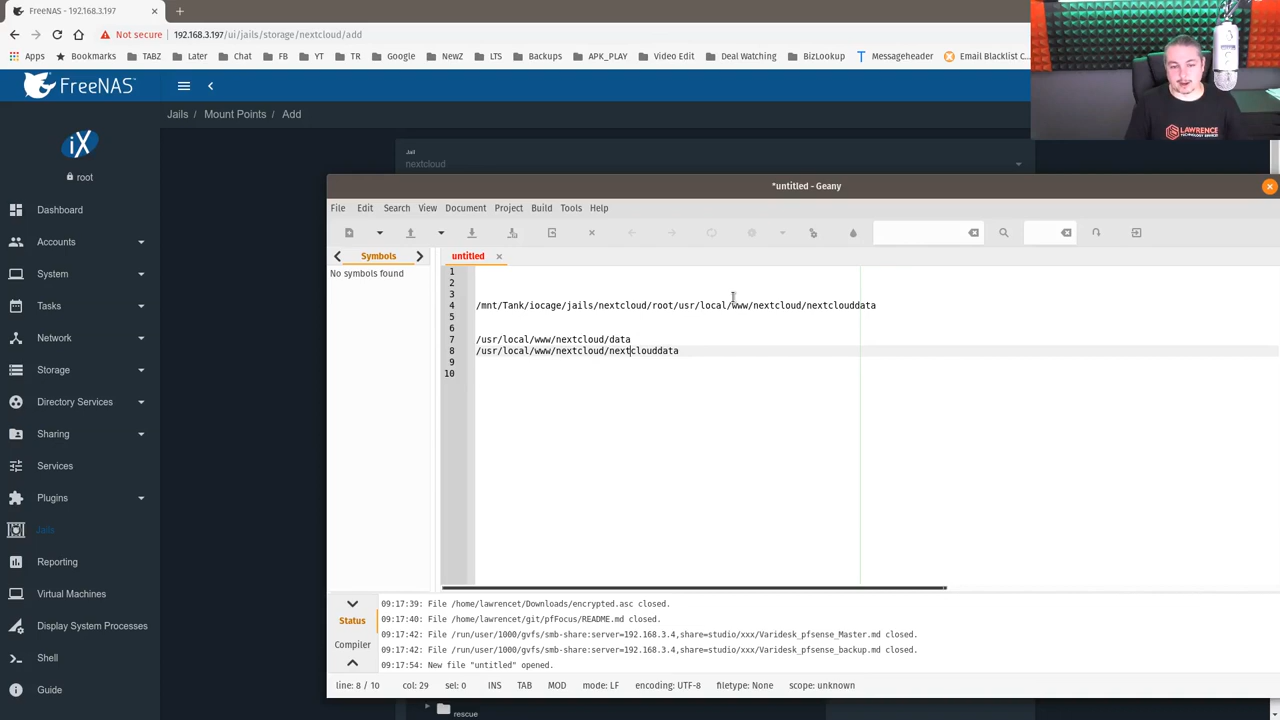 FreeNAS - 192.168.3.197
Not secure
192.168.3.197/ui/jails/storage/nextcloud/add
Apps
Bookmarks
TABZ
Later
Chat
FB
YT
TR
Google
NewZ
LTS
Backups
APK_PLAY
Video Edit
Deal Watching
BizLookup
Messageheader
Email Blacklist C...
FreeNAS
Jails / Mount Points / Add
Jail
nextcloud
LAWRENCE
iX
root
Dashboard
Accounts
System
Tasks
Network
Storage
Directory Services
Sharing
Services
Plugins
Jails
Reporting
Virtual Machines
Display System Processes
Shell
Guide
*untitled - Geany
File Edit Search View Document Project Build Tools Help
Symbols
untitled
No symbols found
1
2
3
4 /mnt/Tank/iocage/jails/nextcloud/root/usr/local/www/nextcloud/nextclouddata
5
6
7 /usr/local/www/nextcloud/data
8 /usr/local/www/nextcloud/nextclouddata
9
10
Status
Compiler
09:17:39: File /home/lawrencet/Downloads/encrypted.asc closed.
09:17:40: File /home/lawrencet/git/pfFocus/README.md closed.
09:17:42: File /run/user/1000/gvfs/smb-share:server=192.168.3.4,share=studio/xxx/Varidesk_pfsense_Master.md closed.
09:17:42: File /run/user/1000/gvfs/smb-share:server=192.168.3.4,share=studio/xxx/Varidesk_pfsense_backup.md closed.
09:17:54: New file "untitled" opened.
line: 8 / 10 col: 29 sel: 0 INS TAB MOD mode: LF encoding: UTF-8 filetype: None scope: unknown
rescue